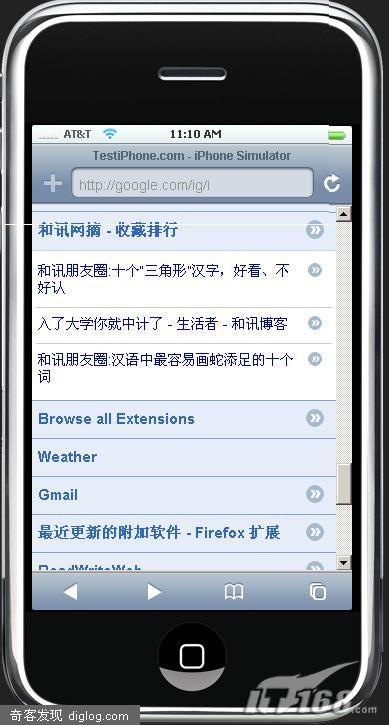 AT&T 11:10 AM
TestiPhone.com - iPhone Simulator
http://google.com/ig/i
和讯网摘 - 收藏排行
和讯朋友圈:十个"三角形"汉字，好看、不
好认
入了大学你就中计了 - 生活者 - 和讯博客
和讯朋友圈:汉语中最容易画蛇添足的十个
词
Browse all Extensions
Weather
Gmail
最近更新的附加软件 - Firefox 扩展
ReadWriteWeb
奇客发现 diglog.com
IT168.com